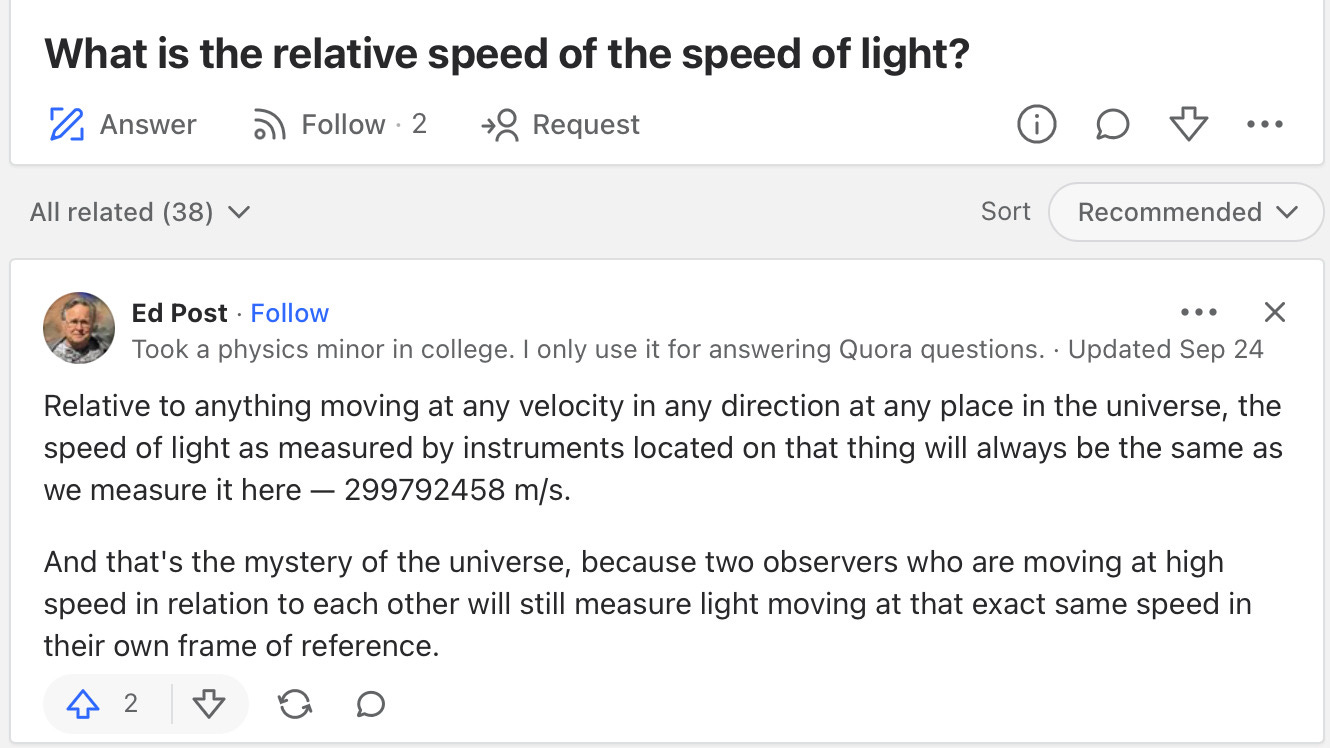 What is the relative speed of the speed of light?
Answer Follow · 2 Request
All related (38) Sort Recommended
Ed Post · Follow
Took a physics minor in college. I only use it for answering Quora questions. · Updated Sep 24
Relative to anything moving at any velocity in any direction at any place in the universe, the
speed of light as measured by instruments located on that thing will always be the same as
we measure it here — 299792458 m/s.
And that's the mystery of the universe, because two observers who are moving at high
speed in relation to each other will still measure light moving at that exact same speed in
their own frame of reference.
2